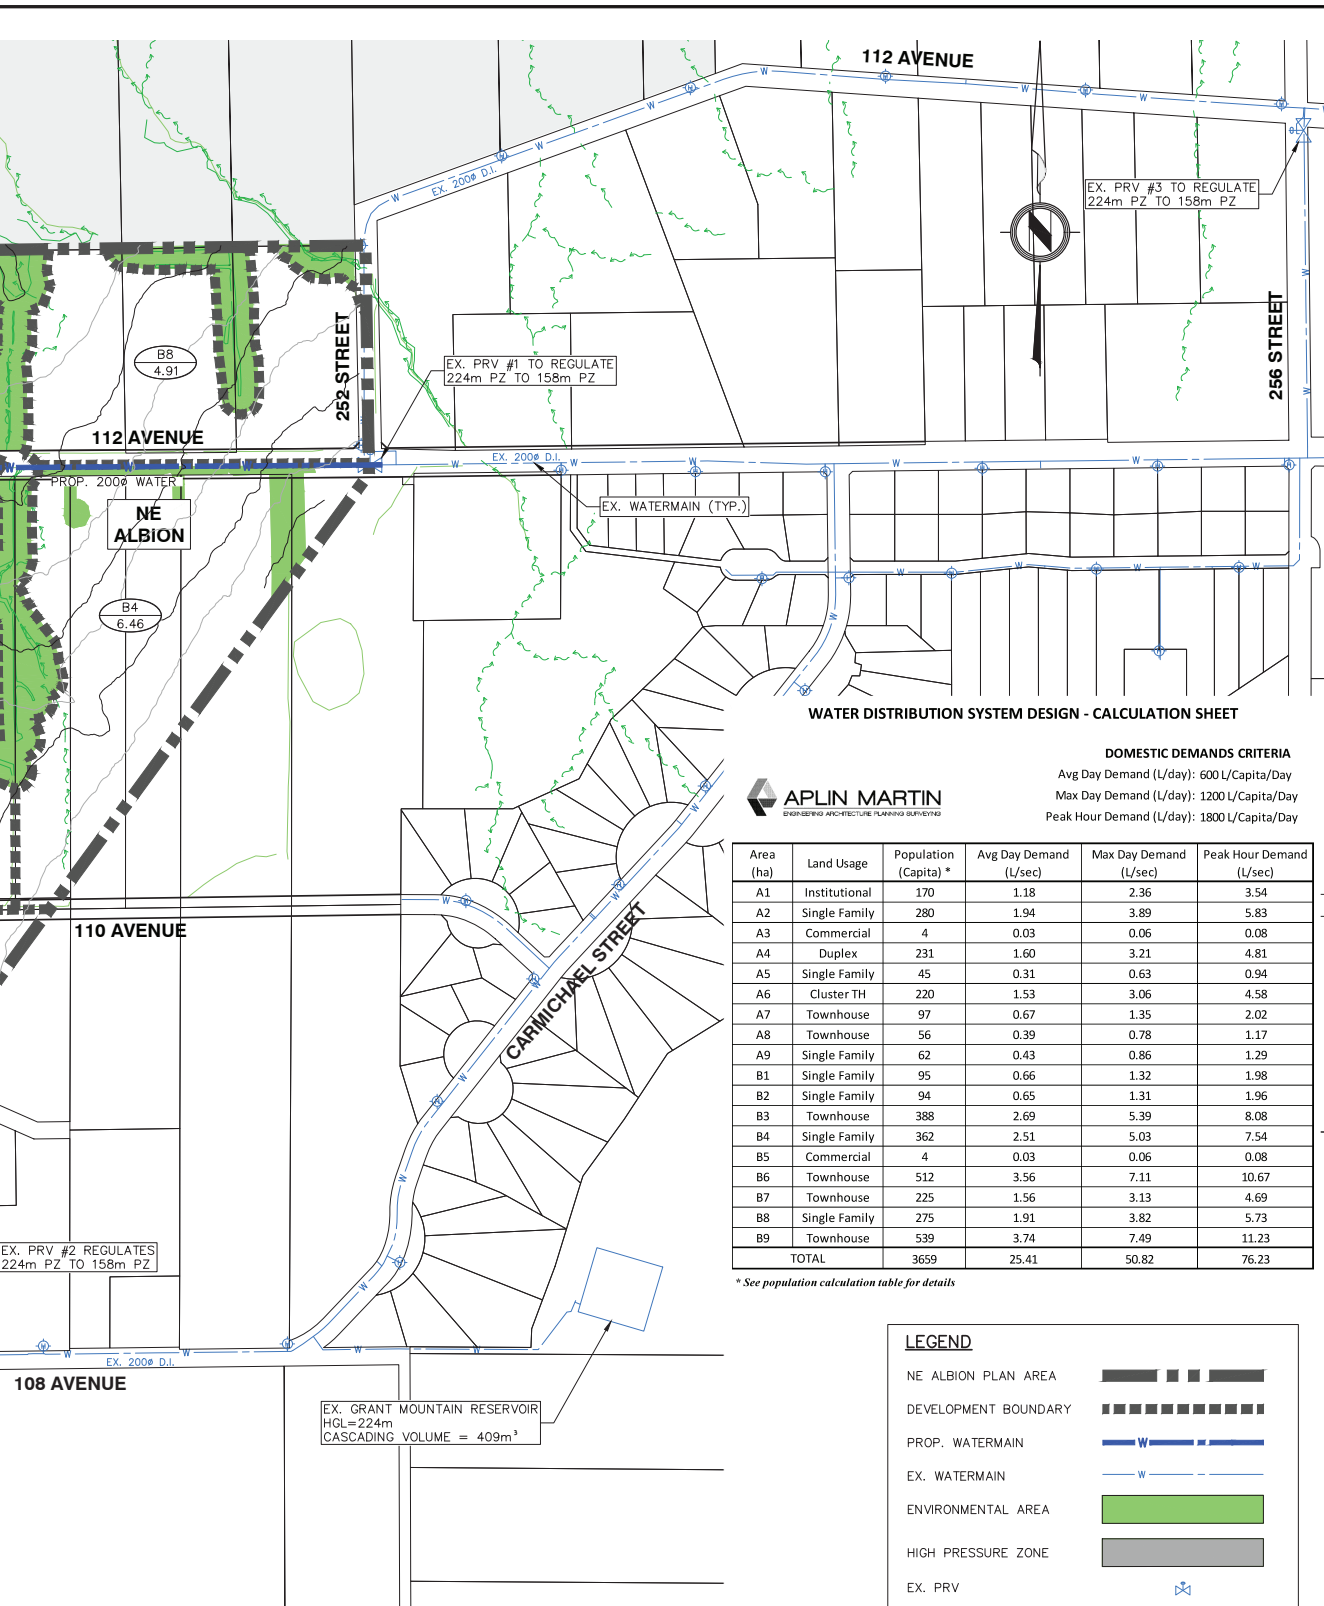 112 AVENUE
EX. 200ø D.I.
EX. PRV #3 TO REGULATE
224m PZ TO 158m PZ
256 STREET
252 STREET
B8
4.91
EX. PRV #1 TO REGULATE
224m PZ TO 158m PZ
112 AVENUE
EX. 200ø D.I.
PROP. 200ø WATER
EX. WATERMAIN (TYP.)
NE
ALBION
B4
6.46
110 AVENUE
CARMICHAEL STREET
EX. PRV #2 REGULATES
224m PZ TO 158m PZ
EX. 200ø D.I.
108 AVENUE
EX. GRANT MOUNTAIN RESERVOIR
HGL=224m
CASCADING VOLUME = 409m³
WATER DISTRIBUTION SYSTEM DESIGN - CALCULATION SHEET
DOMESTIC DEMANDS CRITERIA
Avg Day Demand (L/day): 600 L/Capita/Day
Max Day Demand (L/day): 1200 L/Capita/Day
Peak Hour Demand (L/day): 1800 L/Capita/Day
APLIN MARTIN
ENGINEERING ARCHITECTURE PLANNING SURVEYING
Area (ha) Land Usage Population (Capita) * Avg Day Demand (L/sec) Max Day Demand (L/sec) Peak Hour Demand (L/sec)
A1 Institutional 170 1.18 2.36 3.54
A2 Single Family 280 1.94 3.89 5.83
A3 Commercial 4 0.03 0.06 0.08
A4 Duplex 231 1.60 3.21 4.81
A5 Single Family 45 0.31 0.63 0.94
A6 Cluster TH 220 1.53 3.06 4.58
A7 Townhouse 97 0.67 1.35 2.02
A8 Townhouse 56 0.39 0.78 1.17
A9 Single Family 62 0.43 0.86 1.29
B1 Single Family 95 0.66 1.32 1.98
B2 Single Family 94 0.65 1.31 1.96
B3 Townhouse 388 2.69 5.39 8.08
B4 Single Family 362 2.51 5.03 7.54
B5 Commercial 4 0.03 0.06 0.08
B6 Townhouse 512 3.56 7.11 10.67
B7 Townhouse 225 1.56 3.13 4.69
B8 Single Family 275 1.91 3.82 5.73
B9 Townhouse 539 3.74 7.49 11.23
TOTAL 3659 25.41 50.82 76.23
* See population calculation table for details
LEGEND
NE ALBION PLAN AREA
DEVELOPMENT BOUNDARY
PROP. WATERMAIN W
EX. WATERMAIN W
ENVIRONMENTAL AREA
HIGH PRESSURE ZONE
EX. PRV